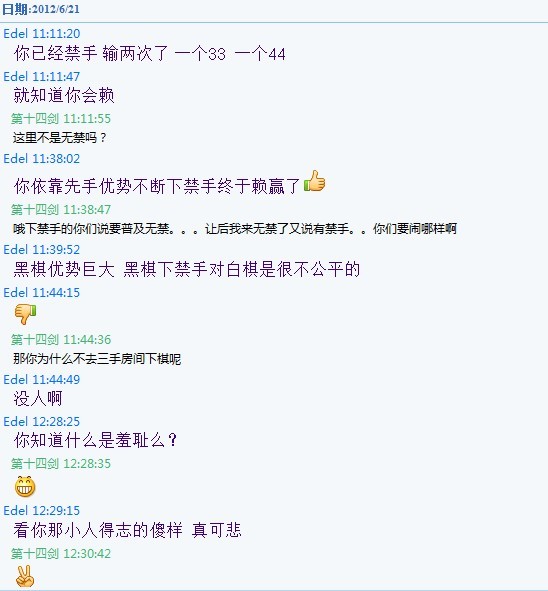 日期:2012/6/21
Edel 11:11:20
你已经禁手 输两次了 一个33 一个44
Edel 11:11:47
就知道你会赖
第十四剑 11:11:55
这里不是无禁吗？
Edel 11:38:02
你依靠先手优势不断下禁手终于赖赢了
第十四剑 11:38:47
哦下禁手的你们说要普及无禁。。。让后我来无禁了又说有禁手。。你们要闹哪样啊
Edel 11:39:52
黑棋优势巨大 黑棋下禁手对白棋是很不公平的
Edel 11:44:15
第十四剑 11:44:36
那你为什么不去三手房间下棋呢
Edel 11:44:49
没人啊
Edel 12:28:25
你知道什么是羞耻么？
第十四剑 12:28:35
Edel 12:29:15
看你那小人得志的傻样 真可悲
第十四剑 12:30:42